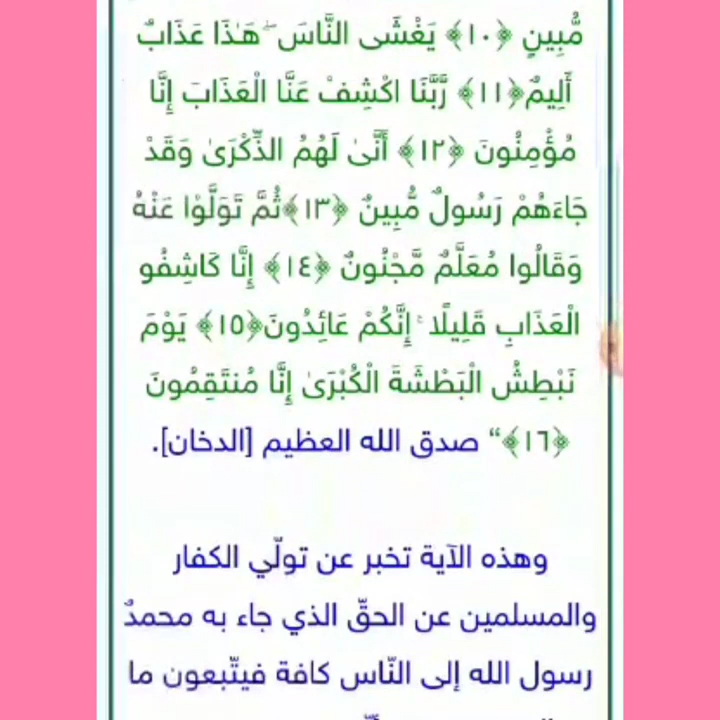 مُّبِينٍ ﴿١٠﴾ يَغْشَى النَّاسَ ۖ هَٰذَا عَذَابٌ
أَلِيمٌ﴿١١﴾ رَّبَّنَا اكْشِفْ عَنَّا الْعَذَابَ إِنَّا
مُؤْمِنُونَ ﴿١٢﴾ أَنَّىٰ لَهُمُ الذِّكْرَىٰ وَقَدْ
جَاءَهُمْ رَسُولٌ مُّبِينٌ ﴿١٣﴾ثُمَّ تَوَلَّوْا عَنْهُ
وَقَالُوا مُعَلَّمٌ مَّجْنُونٌ ﴿١٤﴾ إِنَّا كَاشِفُو
الْعَذَابِ قَلِيلًا ۚ إِنَّكُمْ عَائِدُونَ﴿١٥﴾ يَوْمَ
نَبْطِشُ الْبَطْشَةَ الْكُبْرَىٰ إِنَّا مُنتَقِمُونَ
﴿١٦﴾“ صدق الله العظيم [الدخان].
وهذه الآية تخبر عن تولّي الكفار
والمسلمين عن الحقّ الذي جاء به محمدٌ
رسول الله إلى النّاس كافة فيتّبعون ما